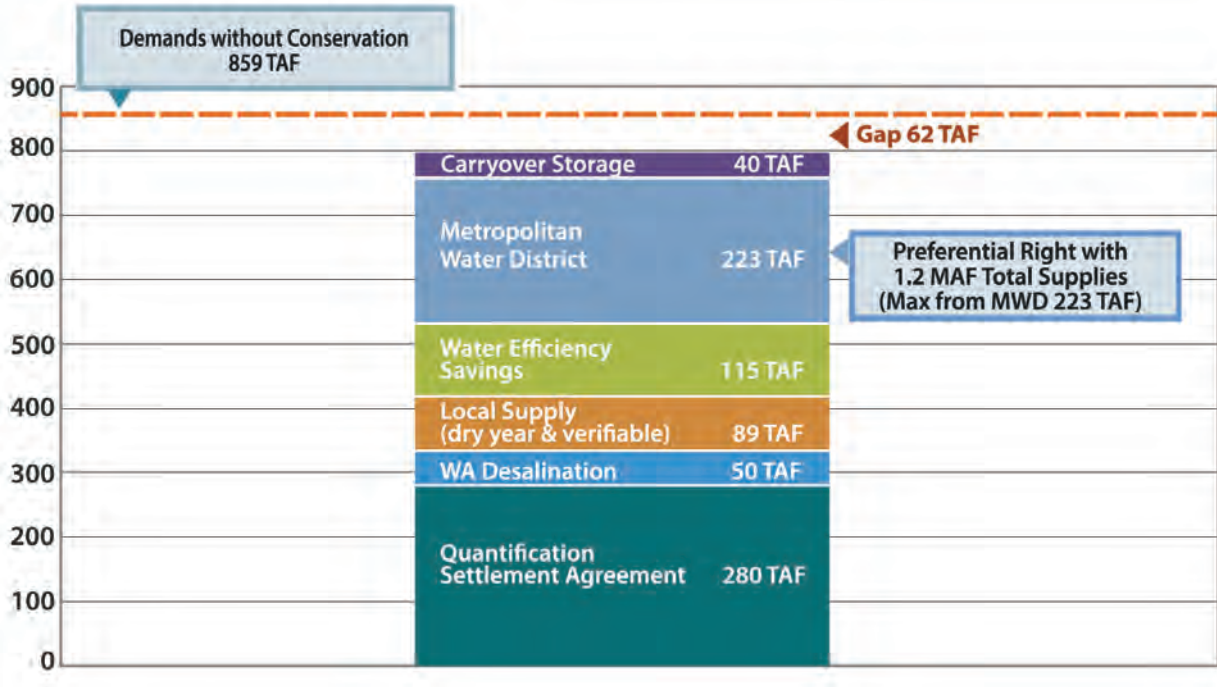 Demands without Conservation
859 TAF
900
800
700
600
500
400
300
200
100
0
Gap 62 TAF
Carryover Storage 40 TAF
Metropolitan
Water District 223 TAF
Preferential Right with
1.2 MAF Total Supplies
(Max from MWD 223 TAF)
Water Efficiency
Savings 115 TAF
Local Supply
(dry year & verifiable) 89 TAF
WA Desalination 50 TAF
Quantification
Settlement Agreement 280 TAF